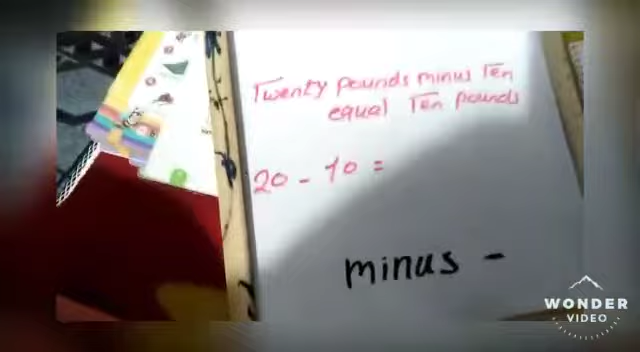 Twenty pounds minus Ten
equal Ten pounds
20 - 10 =
minus -
WONDER
VIDEO